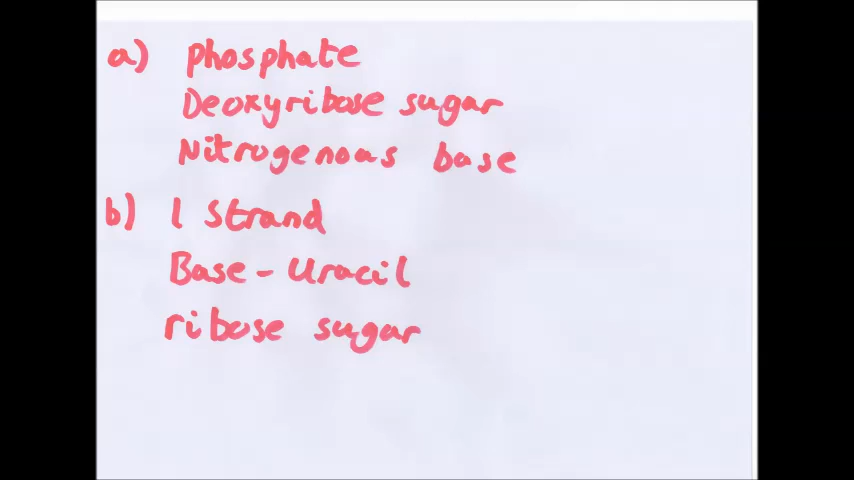 a) Phosphate
Deoxyribose sugar
Nitrogenous base
b) 1 Strand
Base - Uracil
ribose sugar